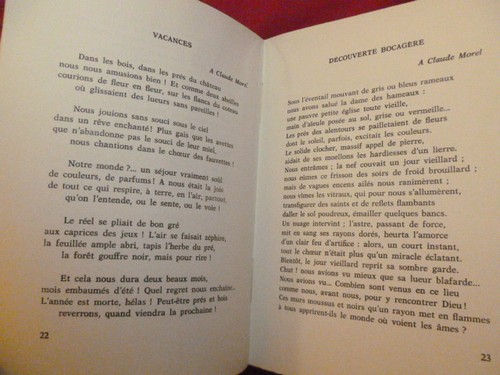 VACANCES
A Claude Morel
Dans les bois, dans les prés du château
nous nous amusions bien ! Et comme deux abeilles
courions de fleur en fleur, sur les flancs du coteau
où glissaient des lueurs sans pareilles !
Nous jouions sans souci sous le ciel
dans un rêve enchanté ! Plus gais que les avettes
que n'abandonne pas le souci de leur miel,
nous chantions dans le chœur des fauvettes !
Notre monde ?... un séjour vraiment soûl
de couleurs, de parfums ! A nous était la joie
de tout ce qui respire, à terre, en l'air, partout,
qu'on l'entende, ou le sente, ou le voie !
Le réel se pliait de bon gré
aux caprices des jeux ! L'air se faisait zéphire,
la feuillée ample abri, tapis l'herbe du pré,
la forêt gouffre noir, mais pour rire !
Et cela nous dura deux beaux mois,
mois embaumés d'été ! Quel regret nous enchaîne...
L'année est morte, hélas ! Peut-être prés et bois
reverrons, quand viendra la prochaine !
22
DECOUVERTE BOCAGERE
A Claude Morel
Sous l'éventail mouvant de gris ou bleus rameaux
nous avons salué la dame des hameaux :
une pauvre petite église toute vieille,
main d'aïeule posée au sol, grise ou vermeille...
Les prés des alentours se pailletaient de fleurs
dont le soleil, parfois, excitait les couleurs.
Le solide clocher, massif appel de pierre,
aidait de ses moellons les hardiesses d'un lierre.
Nous entrâmes ; la nef couvait un jour vieillard ;
nous eûmes ce frisson des soirs de froid brouillard ;
mais de vagues encens ailés nous ranimèrent ;
nous vîmes les vitraux, qui pour nous s'allumèrent,
transfigurer des saints et de reflets flambants
daller le sol poudreux, émailler quelques bancs.
Un nuage intervint ; l'astre, passant de force,
mit en sang ses rayons dorés, heurta l'amorce
d'un clair feu d'artifice : alors, un court instant,
tout le chœur n'était plus qu'un miracle éclatant.
Bientôt, le jour vieillard reprit sa sombre garde.
Chut ! nous avions vu mieux que sa lueur blafarde...
Nous avions vu... Combien sont venus en ce lieu
comme nous, avant nous, pour y rencontrer Dieu !
Ces murs moussus et noirs qu'un rayon met en flammes
à tous apprirent-ils le monde où voient les âmes ?
23